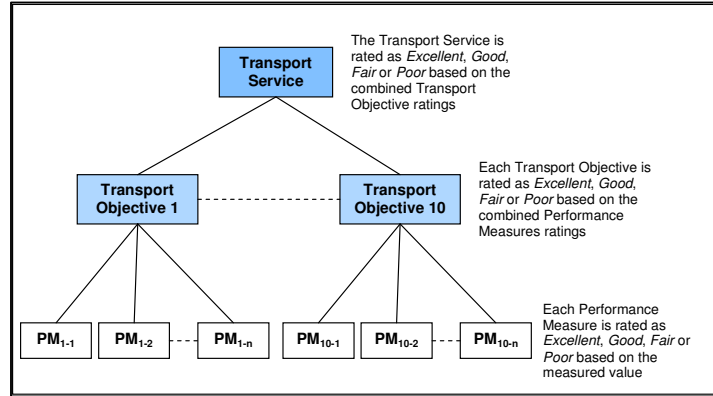 Transport
Service
The Transport Service is
rated as Excellent, Good,
Fair or Poor based on the
combined Transport
Objective ratings
Transport
Objective 1
Transport
Objective 10
Each Transport Objective is
rated as Excellent, Good,
Fair or Poor based on the
combined Performance
Measures ratings
PM1-1
PM1-2
PM1-n
PM10-1
PM10-2
PM10-n
Each Performance
Measure is rated as
Excellent, Good, Fair or
Poor based on the
measured value